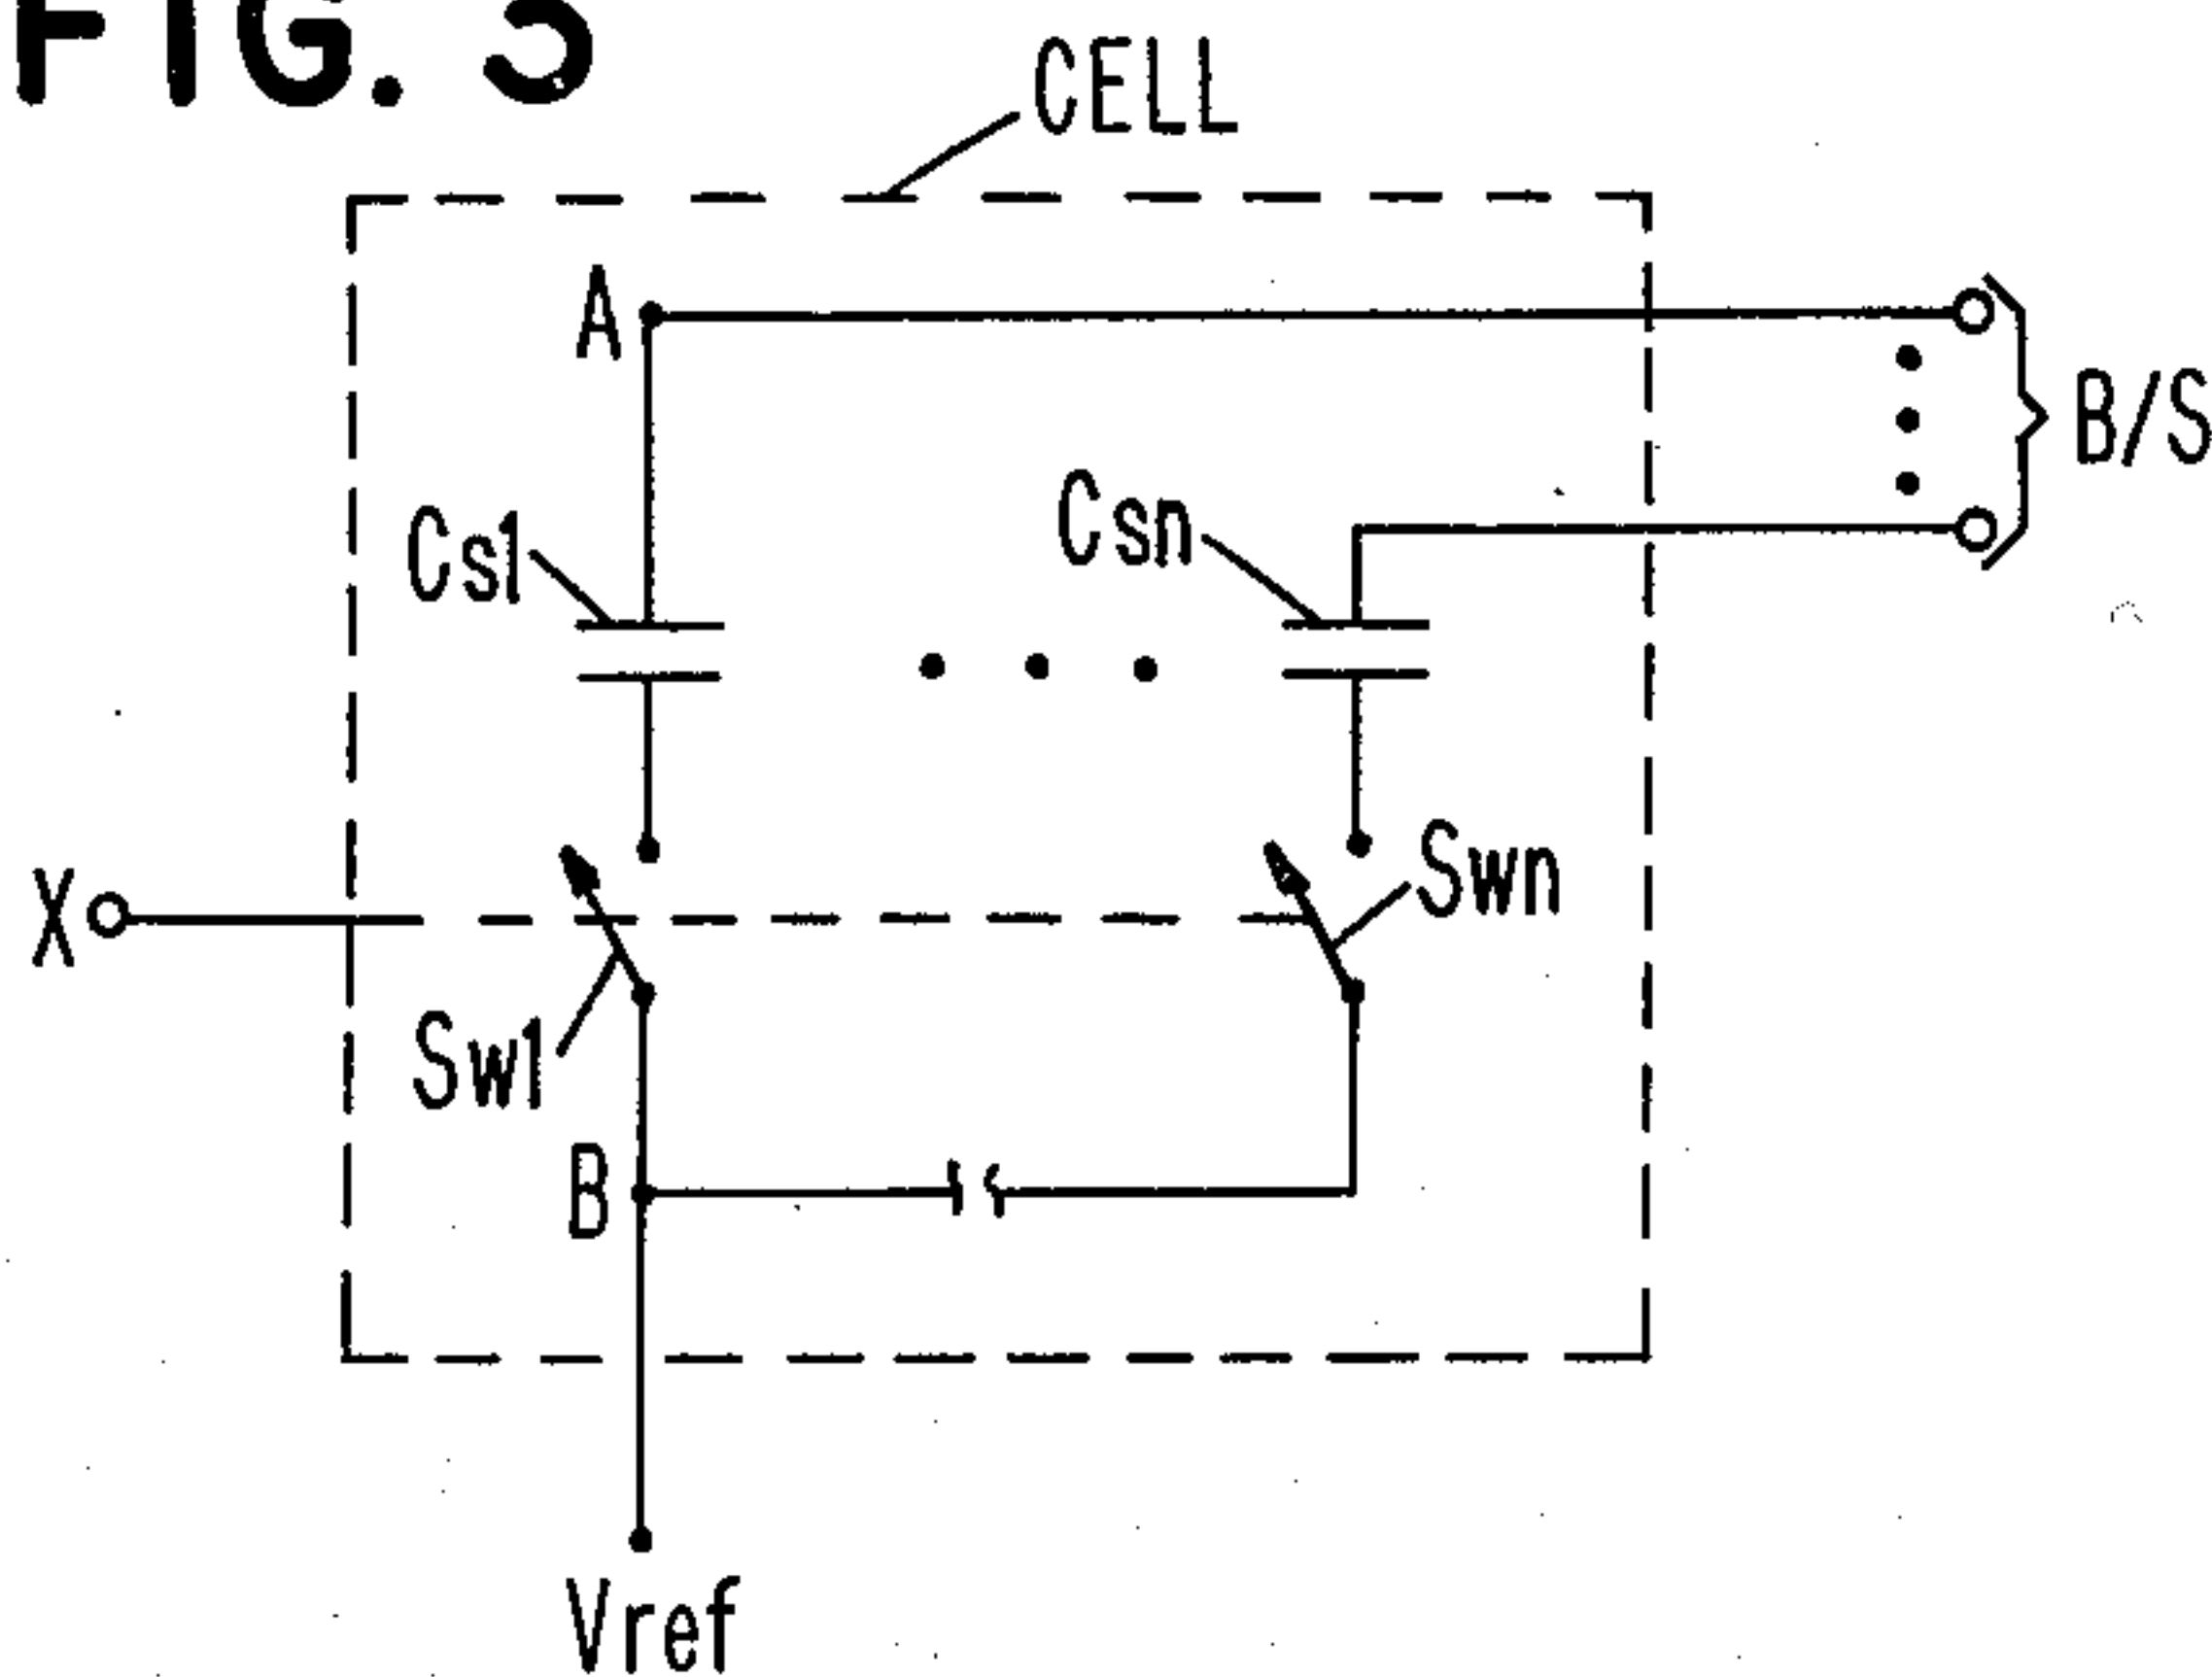 FIG. 3
CELL
A
B/S
Cs1
Csn
X
Swn
Sw1
B
Vref